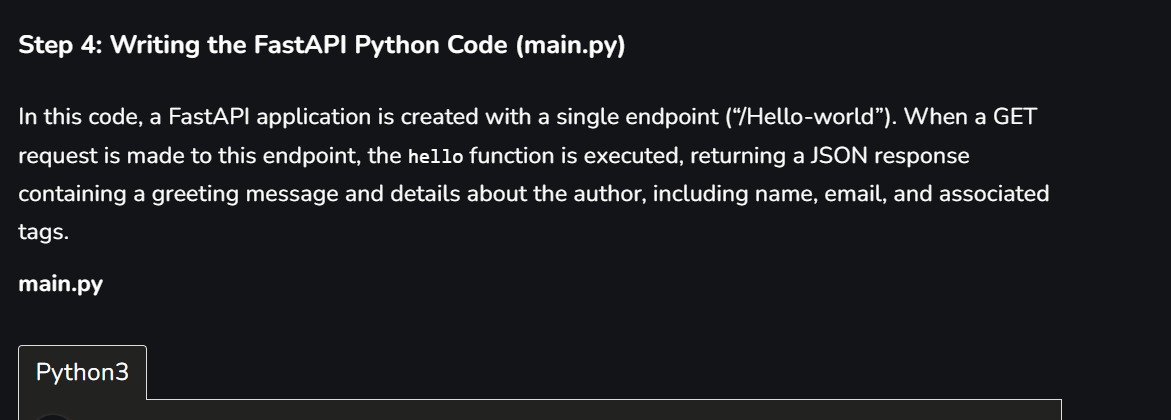 Step 4: Writing the FastAPI Python Code (main.py)
In this code, a FastAPI application is created with a single endpoint (“/Hello-world”). When a GET
request is made to this endpoint, the hello function is executed, returning a JSON response
containing a greeting message and details about the author, including name, email, and associated
tags.
main.py
Python3